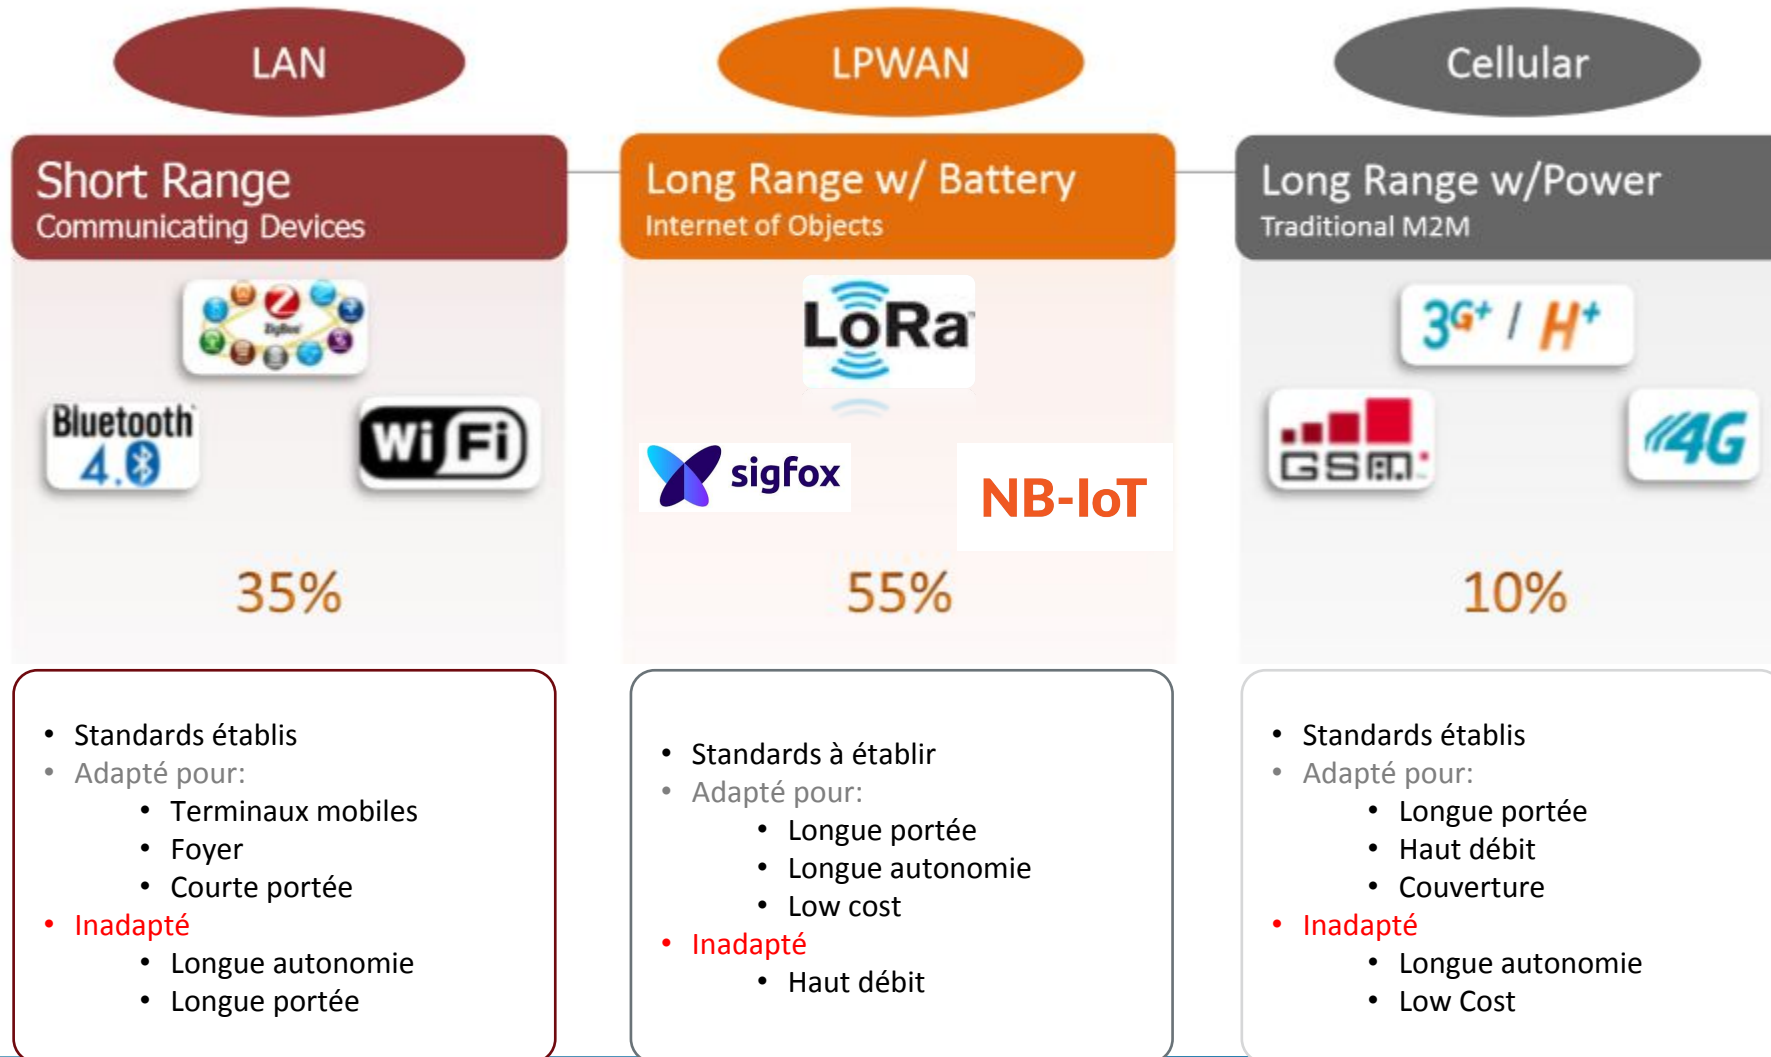 LAN
Short Range
Communicating Devices
ZigBee
Bluetooth
4.0
Wi Fi
35%
• Standards établis
• Adapté pour:
• Terminaux mobiles
• Foyer
• Courte portée
• Inadapté
• Longue autonomie
• Longue portée
LPWAN
Long Range w/ Battery
Internet of Objects
LoRa
sigfox
NB-IoT
55%
• Standards à établir
• Adapté pour:
• Longue portée
• Longue autonomie
• Low cost
• Inadapté
• Haut débit
Cellular
Long Range w/Power
Traditional M2M
3G+ / H+
GSM
4G
10%
• Standards établis
• Adapté pour:
• Longue portée
• Haut débit
• Couverture
• Inadapté
• Longue autonomie
• Low Cost